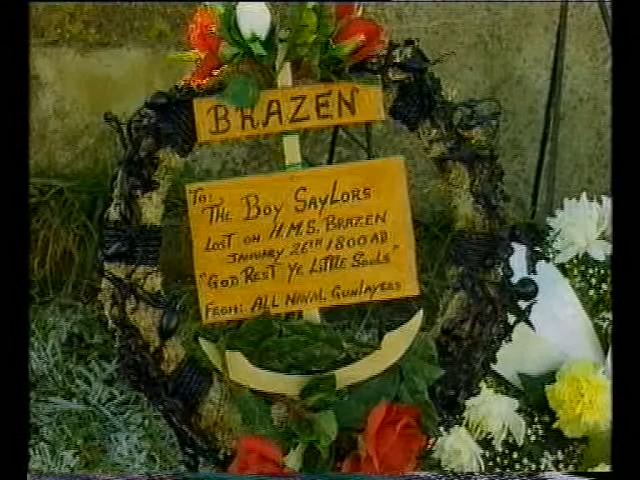 BRAZEN
To:
THE BOY SAYLORS
LOST ON H.M.S. BRAZEN
JANUARY 26TH 1800 AD
"GOD REST YE LITTLE SOULS"
FROM: ALL NAVAL GUNLAYERS